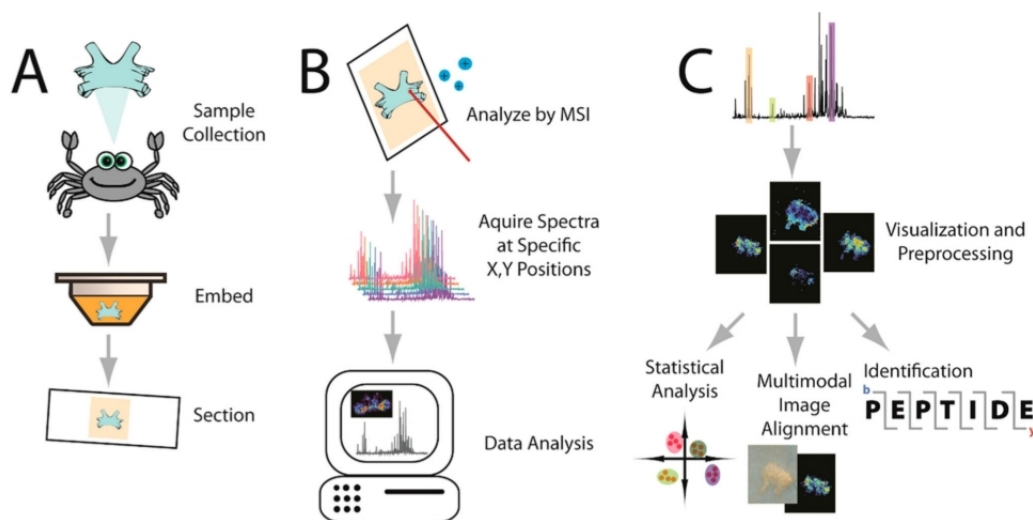 A
Sample
Collection
Embed
Section
B
Analyze by MSI
Aquire Spectra
at Specific
X,Y Positions
Data Analysis
C
Visualization and
Preprocessing
Statistical
Analysis
Multimodal
Image
Alignment
Identification
b
PEPTIDE
y